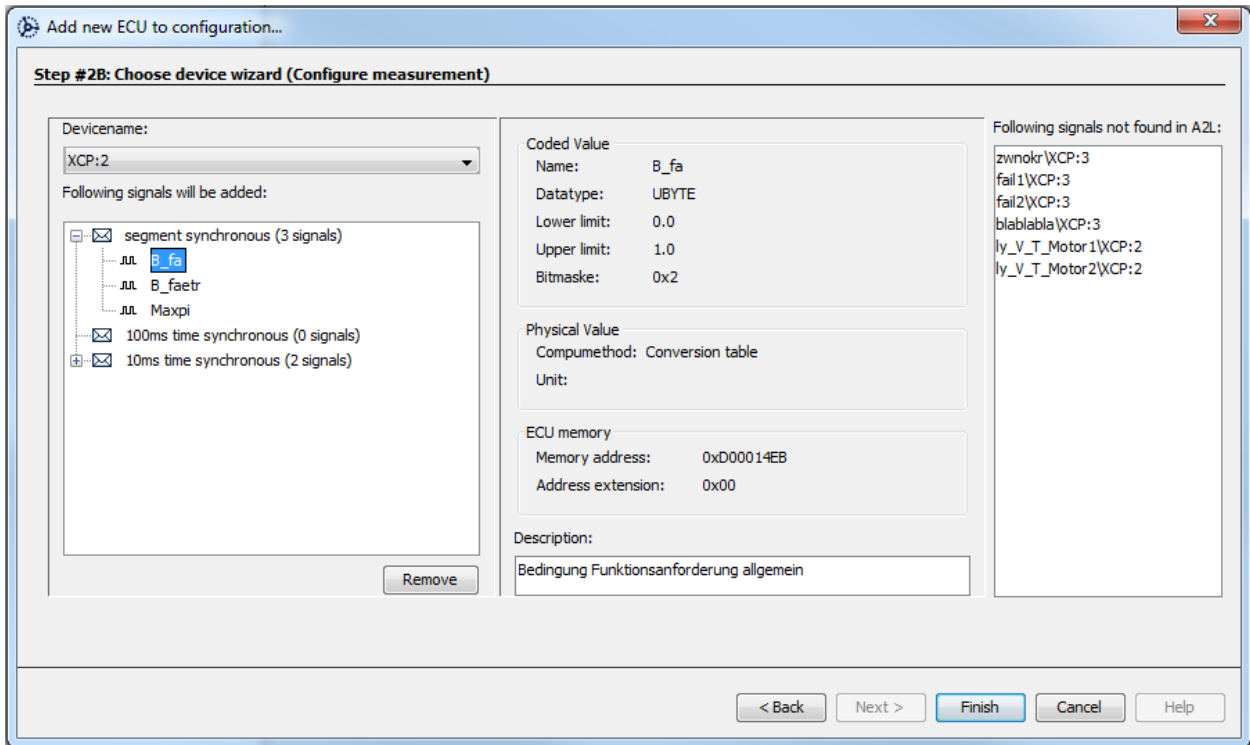 Add new ECU to configuration...
Step #2B: Choose device wizard (Configure measurement)
Devicename:
XCP:2
Following signals will be added:
segment synchronous (3 signals)
B_fa
B_faetr
Maxpi
100ms time synchronous (0 signals)
10ms time synchronous (2 signals)
Remove
Coded Value
Name: B_fa
Datatype: UBYTE
Lower limit: 0.0
Upper limit: 1.0
Bitmaske: 0x2
Physical Value
Compumethod: Conversion table
Unit:
ECU memory
Memory address: 0xD00014EB
Address extension: 0x00
Description:
Bedingung Funktionsanforderung allgemein
Following signals not found in A2L:
zwnokr\XCP:3
fail1\XCP:3
fail2\XCP:3
blablabla\XCP:3
ly_V_T_Motor1\XCP:2
ly_V_T_Motor2\XCP:2
< Back
Next >
Finish
Cancel
Help